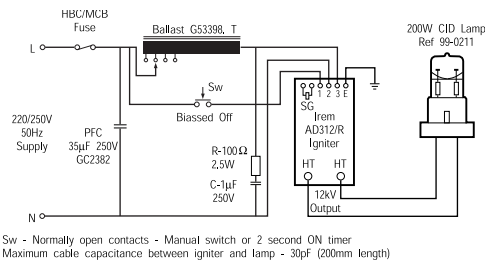 HBC/MCB
Fuse
Ballast G53398. T
200W CID Lamp
Ref 99-0211
L
Sw
Biassed Off
1 2 3 E
SG
Irem
AD312/R
Igniter
HT HT
220/250V
50Hz
Supply
PFC
35µF 250V
GC2382
R-100Ω
2.5W
C-1µF
250V
12kV
Output
N
Sw - Normally open contacts - Manual switch or 2 second ON timer
Maximum cable capacitance between igniter and lamp - 30pF (200mm length)